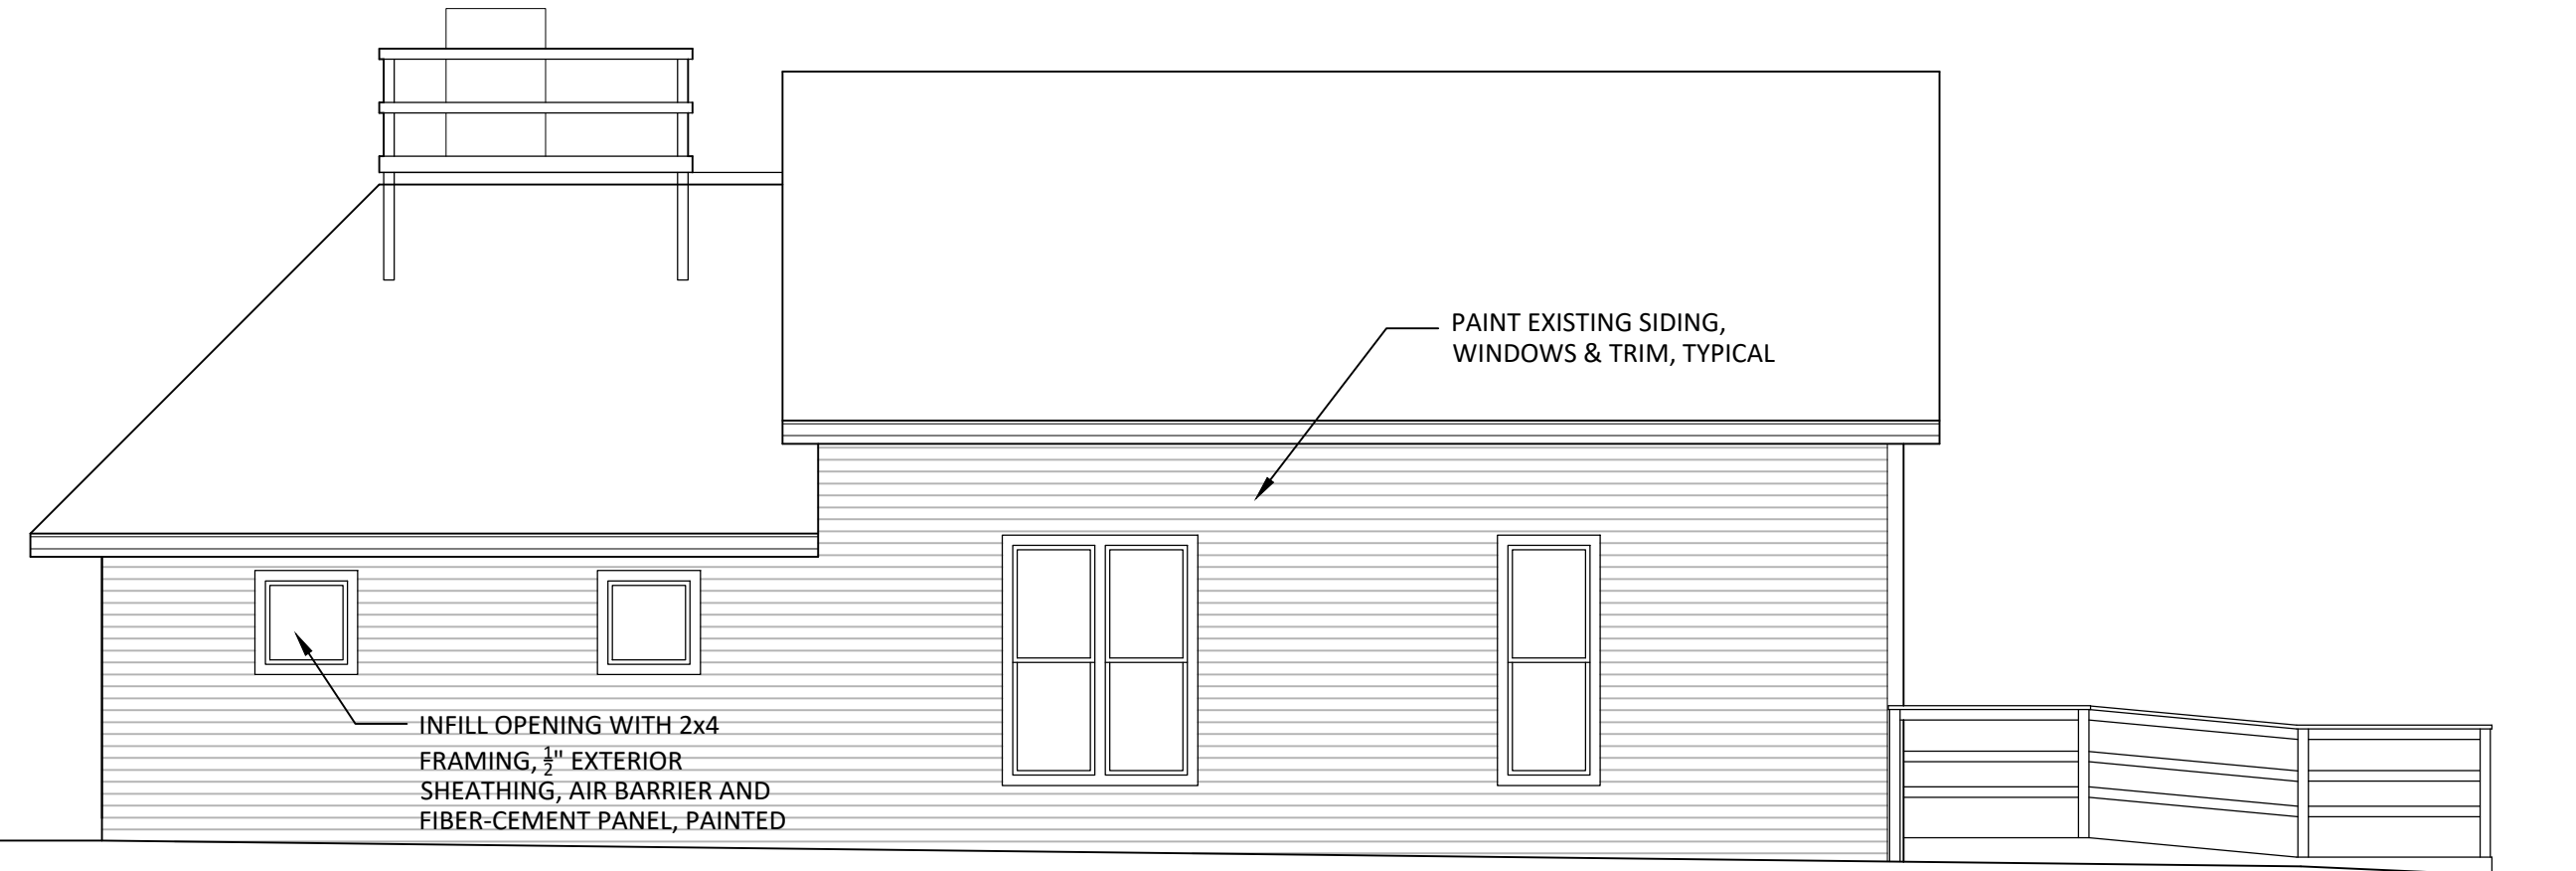 PAINT EXISTING SIDING,
WINDOWS & TRIM, TYPICAL
INFILL OPENING WITH 2x4
FRAMING, ½" EXTERIOR
SHEATHING, AIR BARRIER AND
FIBER-CEMENT PANEL, PAINTED